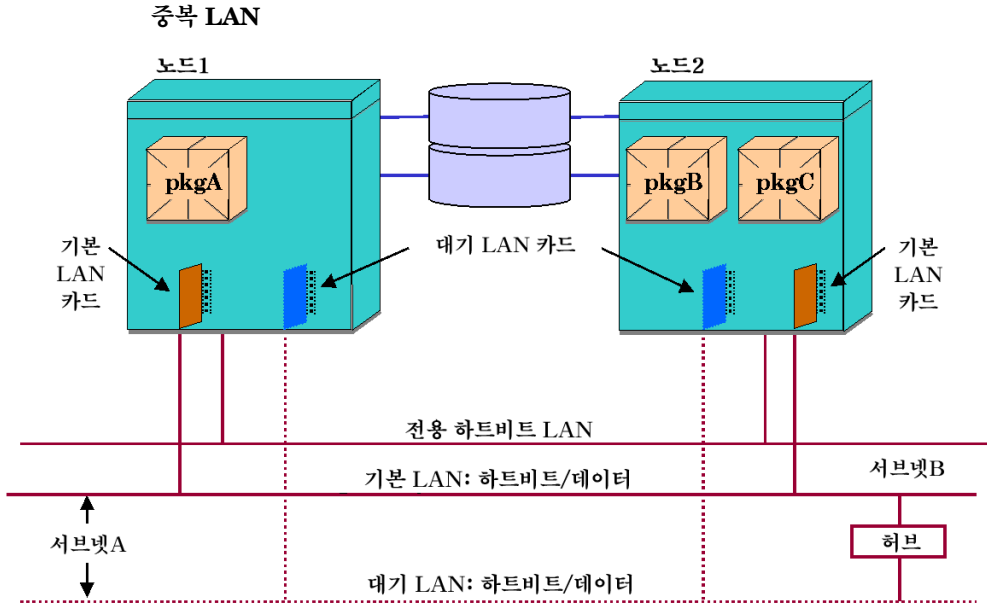 중복 LAN
노드1
노드2
pkgA
pkgB
pkgC
기본
LAN
카드
대기 LAN 카드
기본
LAN
카드
전용 하트비트 LAN
기본 LAN: 하트비트/데이터
서브넷B
서브넷A
허브
대기 LAN: 하트비트/데이터